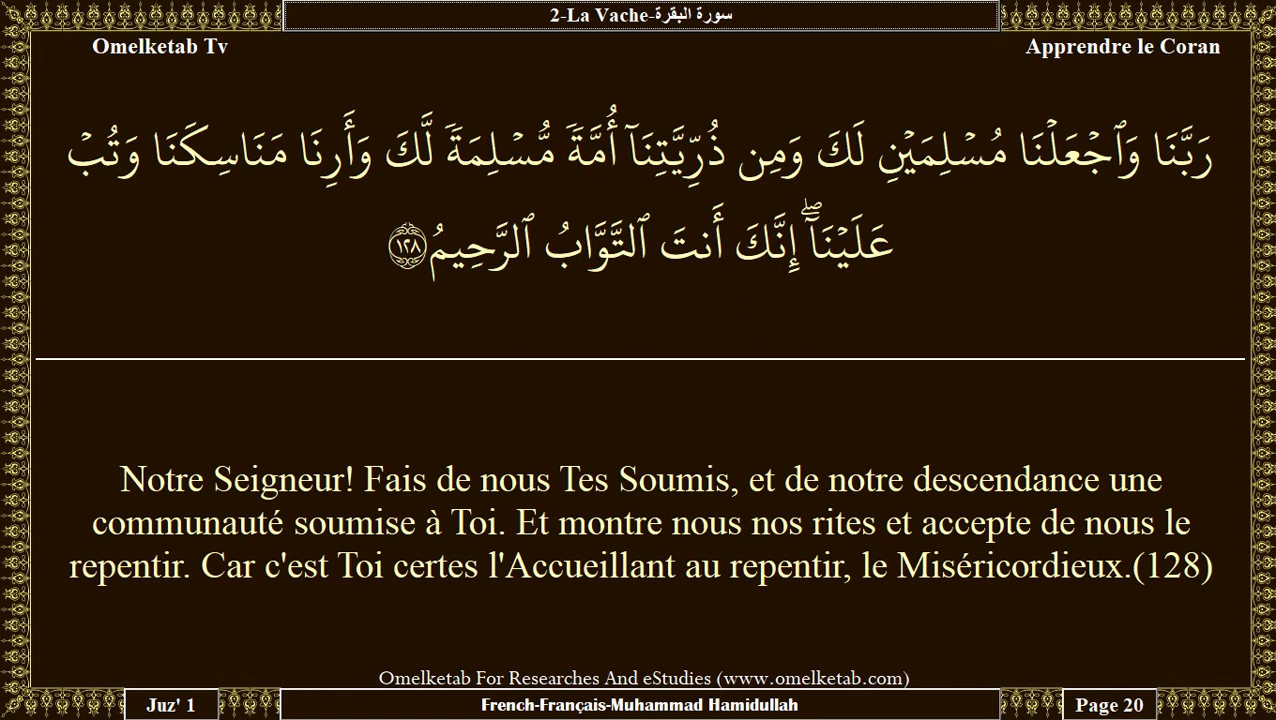 2-La Vache-سورة البقرة
Omelketab Tv
Apprendre le Coran
رَبَّنَا وَٱجۡعَلۡنَا مُسۡلِمَيۡنِ لَكَ وَمِن ذُرِّيَّتِنَآ أُمَّةٗ مُّسۡلِمَةٗ لَّكَ وَأَرِنَا مَنَاسِكَنَا وَتُبۡ
عَلَيۡنَآۖ إِنَّكَ أَنتَ ٱلتَّوَّابُ ٱلرَّحِيمُ ١٢٨
Notre Seigneur! Fais de nous Tes Soumis, et de notre descendance une
communauté soumise à Toi. Et montre nous nos rites et accepte de nous le
repentir. Car c'est Toi certes l'Accueillant au repentir, le Miséricordieux.(128)
Omelketab For Researches And eStudies (www.omelketab.com)
Juz' 1
French-Français-Muhammad Hamidullah
Page 20